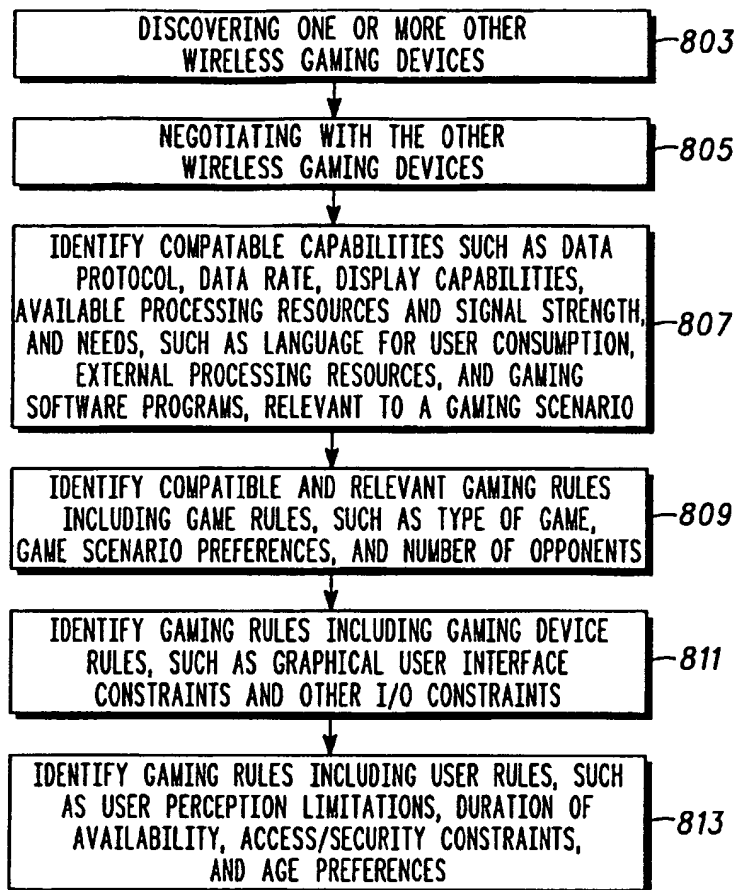 DISCOVERING ONE OR MORE OTHER
WIRELESS GAMING DEVICES
803
NEGOTIATING WITH THE OTHER
WIRELESS GAMING DEVICES
805
IDENTIFY COMPATABLE CAPABILITIES SUCH AS DATA
PROTOCOL, DATA RATE, DISPLAY CAPABILITIES,
AVAILABLE PROCESSING RESOURCES AND SIGNAL STRENGTH,
AND NEEDS, SUCH AS LANGUAGE FOR USER CONSUMPTION,
EXTERNAL PROCESSING RESOURCES, AND GAMING
SOFTWARE PROGRAMS, RELEVANT TO A GAMING SCENARIO
807
IDENTIFY COMPATIBLE AND RELEVANT GAMING RULES
INCLUDING GAME RULES, SUCH AS TYPE OF GAME,
GAME SCENARIO PREFERENCES, AND NUMBER OF OPPONENTS
809
IDENTIFY GAMING RULES INCLUDING GAMING DEVICE
RULES, SUCH AS GRAPHICAL USER INTERFACE
CONSTRAINTS AND OTHER I/O CONSTRAINTS
811
IDENTIFY GAMING RULES INCLUDING USER RULES, SUCH
AS USER PERCEPTION LIMITATIONS, DURATION OF
AVAILABILITY, ACCESS/SECURITY CONSTRAINTS,
AND AGE PREFERENCES
813